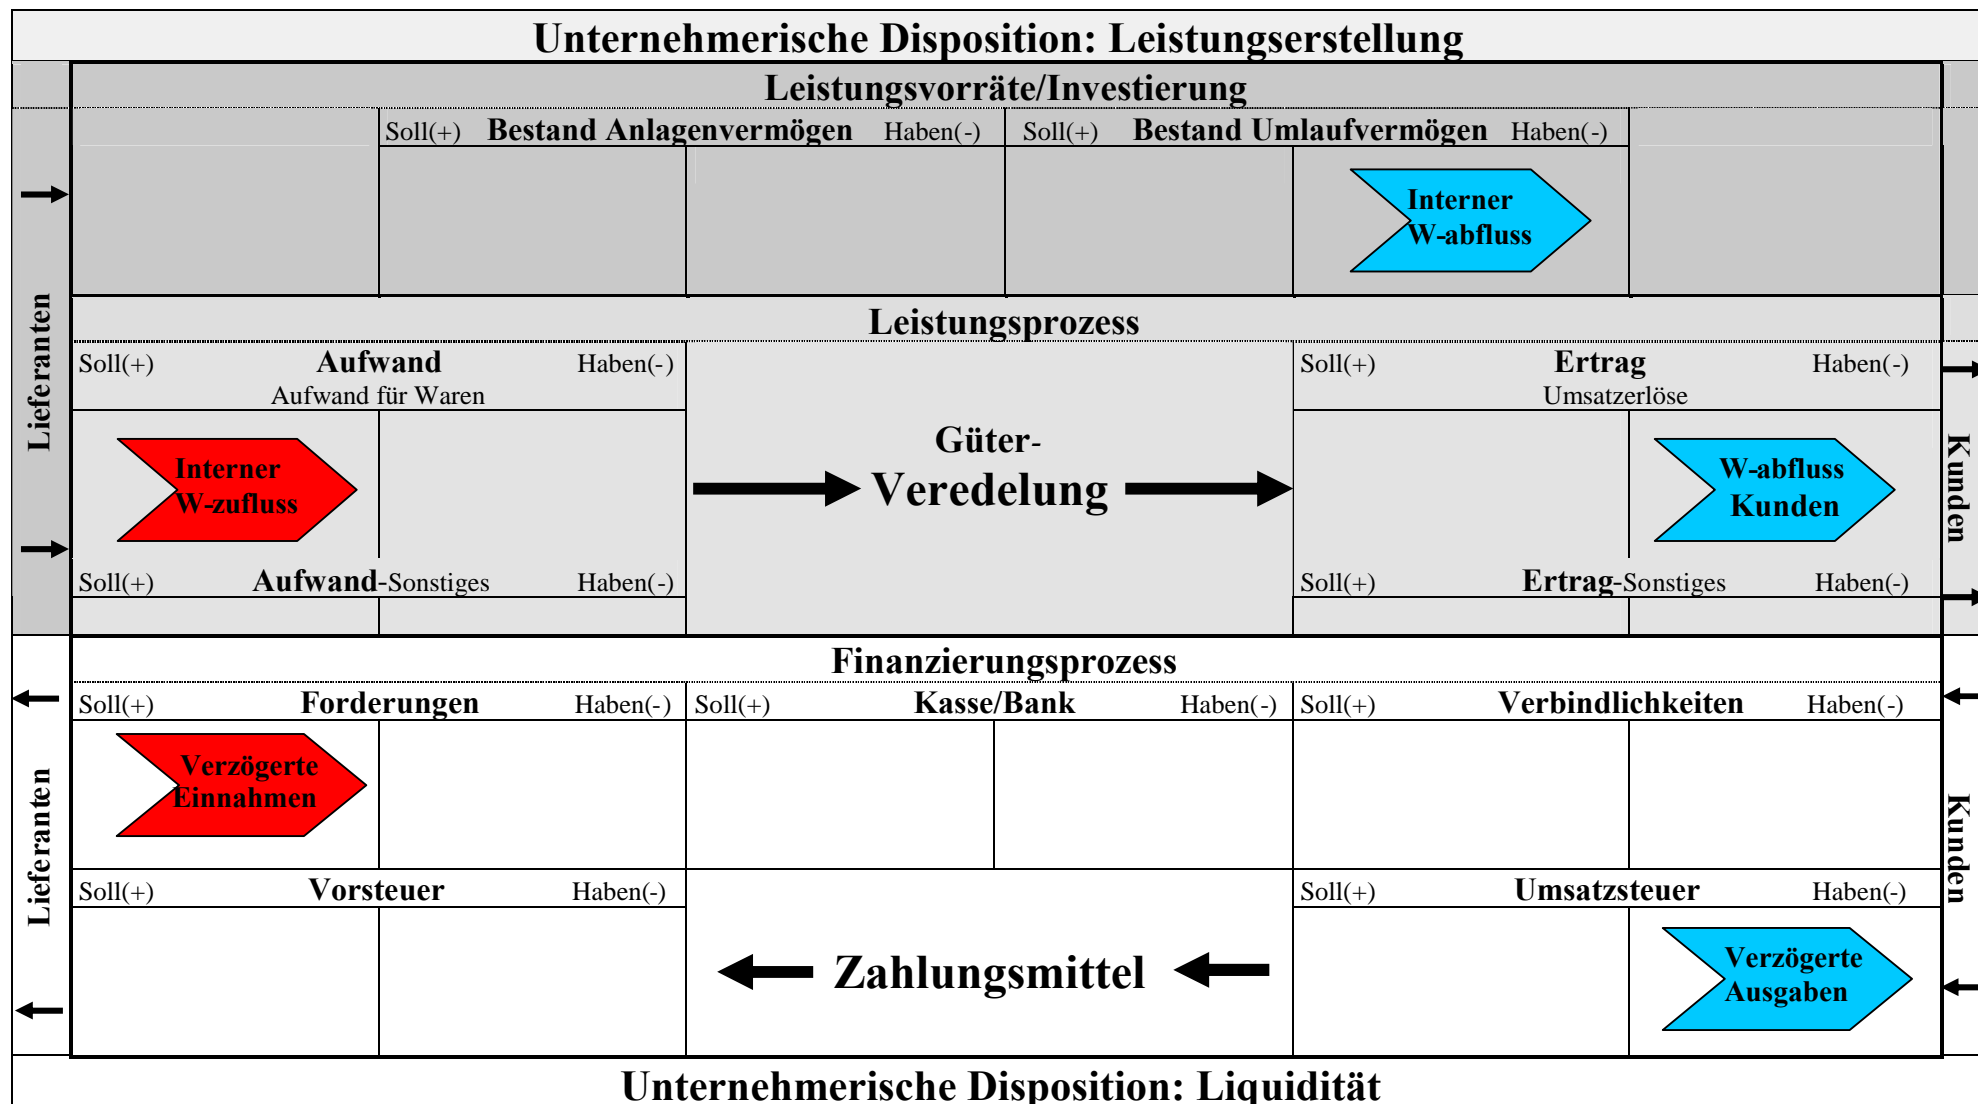 Unternehmerische Disposition: Leistungserstellung
Leistungsvorräte/Investierung
Soll(+) Bestand Anlagenvermögen Haben(-) Soll(+) Bestand Umlaufvermögen Haben(-)
Interner
W-abfluss
Lieferanten
Leistungsprozess
Soll(+) Aufwand Haben(-)
Aufwand für Waren
Soll(+) Ertrag Haben(-)
Umsatzerlöse
Interner
W-zufluss
Güter-
Veredelung
W-abfluss
Kunden
Kunden
Soll(+) Aufwand-Sonstiges Haben(-)
Soll(+) Ertrag-Sonstiges Haben(-)
Finanzierungsprozess
Soll(+) Forderungen Haben(-) Soll(+) Kasse/Bank Haben(-) Soll(+) Verbindlichkeiten Haben(-)
Verzögerte
Einnahmen
Lieferanten
Kunden
Soll(+) Vorsteuer Haben(-)
Soll(+) Umsatzsteuer Haben(-)
Zahlungsmittel
Verzögerte
Ausgaben
Unternehmerische Disposition: Liquidität